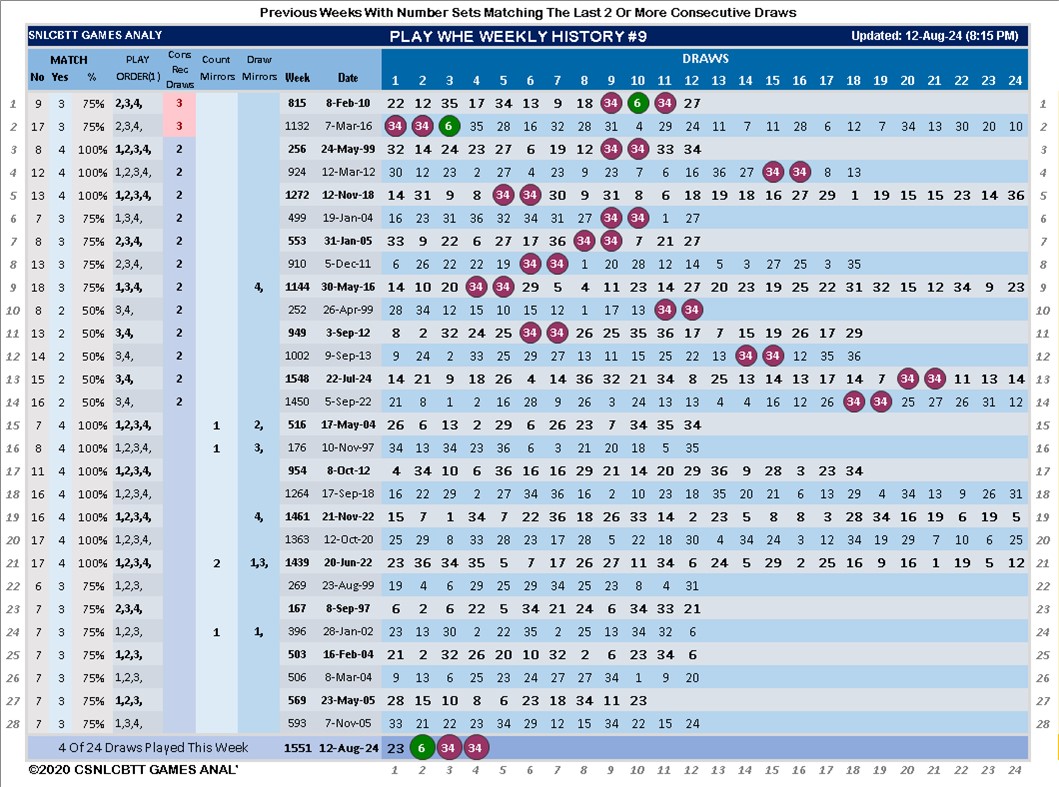 Previous Weeks With Number Sets Matching The Last 2 Or More Consecutive Draws
SNLCBTT GAMES ANALY PLAY WHE WEEKLY HISTORY #9 Updated: 12-Aug-24 (8:15 PM)
MATCH PLAY Cons Rec Draws Count Draw DRAWS
No Yes % ORDER(1) Mirrors Mirrors Week Date 1 2 3 4 5 6 7 8 9 10 11 12 13 14 15 16 17 18 19 20 21 22 23 24
1 9 3 75% 2,3,4, 3 815 8-Feb-10 22 12 35 17 34 13 9 18 34 6 34 27 1
2 17 3 75% 2,3,4, 3 1132 7-Mar-16 34 34 6 35 28 16 32 28 31 4 29 24 11 7 11 28 6 12 7 34 13 30 20 10 2
3 8 4 100% 1,2,3,4, 2 256 24-May-99 32 14 24 23 27 6 19 12 34 34 33 34 3
4 12 4 100% 1,2,3,4, 2 924 12-Mar-12 30 12 23 2 27 4 23 9 23 7 6 16 36 27 34 34 8 13 4
5 13 4 100% 1,2,3,4, 2 1272 12-Nov-18 14 31 9 8 34 34 30 9 31 8 6 18 19 18 16 27 29 1 19 15 15 23 14 36 5
6 7 3 75% 1,3,4, 2 499 19-Jan-04 16 23 31 36 32 34 31 27 34 34 1 27 6
7 8 3 75% 2,3,4, 2 553 31-Jan-05 33 9 22 6 27 17 36 34 34 7 21 27 7
8 13 3 75% 2,3,4, 2 910 5-Dec-11 6 26 22 22 19 34 34 1 20 28 12 14 5 3 27 25 3 35 8
9 18 3 75% 1,3,4, 2 4, 1144 30-May-16 14 10 20 34 34 29 5 4 11 23 14 27 20 23 19 25 22 31 32 15 12 34 9 23 9
10 8 2 50% 3,4, 2 252 26-Apr-99 28 34 12 15 10 15 12 1 17 13 34 34 10
11 13 2 50% 3,4, 2 949 3-Sep-12 8 2 32 24 25 34 34 26 25 35 36 17 7 15 19 26 17 29 11
12 14 2 50% 3,4, 2 1002 9-Sep-13 9 24 2 33 25 29 27 13 11 15 25 22 13 34 34 12 35 36 12
13 15 2 50% 3,4, 2 1548 22-Jul-24 14 21 9 18 26 4 14 36 32 21 34 8 25 13 14 13 17 14 7 34 34 11 13 14 13
14 16 2 50% 3,4, 2 1450 5-Sep-22 21 8 1 2 16 28 9 26 3 24 13 13 4 4 16 12 26 34 34 25 27 26 31 12 14
15 7 4 100% 1,2,3,4, 1 2, 516 17-May-04 26 6 13 2 29 6 26 23 7 34 35 34 15
16 8 4 100% 1,2,3,4, 1 3, 176 10-Nov-97 34 13 34 23 35 6 3 21 20 18 5 35 16
17 11 4 100% 1,2,3,4, 954 8-Oct-12 4 34 10 6 36 16 16 29 21 14 20 29 36 9 28 3 23 34 17
18 16 4 100% 1,2,3,4, 1264 17-Sep-18 16 22 29 2 27 34 36 16 2 10 23 18 35 20 21 6 13 29 4 34 13 9 26 31 18
19 16 4 100% 1,2,3,4, 4, 1461 21-Nov-22 15 7 1 34 7 22 36 18 26 33 14 2 23 5 8 8 3 28 34 16 19 6 19 5 19
20 17 4 100% 1,2,3,4, 1363 12-Oct-20 25 29 8 33 28 23 17 28 5 22 18 30 4 34 24 3 12 34 19 29 7 10 6 25 20
21 17 4 100% 1,2,3,4, 2 1,3, 1439 20-Jun-22 23 36 34 35 5 7 17 26 27 11 34 6 24 5 29 2 25 16 9 16 1 19 5 12 21
22 6 3 75% 1,2,3, 269 23-Aug-99 19 4 6 29 25 29 34 25 23 8 4 31 22
23 7 3 75% 2,3,4, 167 8-Sep-97 6 2 6 22 5 34 21 24 6 34 33 21 23
24 7 3 75% 1,2,3, 1 1, 396 28-Jan-02 23 13 30 2 22 35 2 25 13 34 32 6 24
25 7 3 75% 1,2,3, 503 16-Feb-04 21 2 32 26 20 10 32 2 6 23 34 6 25
26 7 3 75% 1,2,3, 506 8-Mar-04 9 13 6 25 23 24 27 27 34 1 9 20 26
27 7 3 75% 1,2,3, 569 23-May-05 28 15 10 8 6 23 18 34 11 23 27
28 7 3 75% 1,3,4, 593 7-Nov-05 33 21 22 23 34 29 12 15 34 22 15 24 28
4 Of 24 Draws Played This Week 1551 12-Aug-24 23 6 34 34
©2020 CSNLCBTT GAMES ANAL' 1 2 3 4 5 6 7 8 9 10 11 12 13 14 15 16 17 18 19 20 21 22 23 24